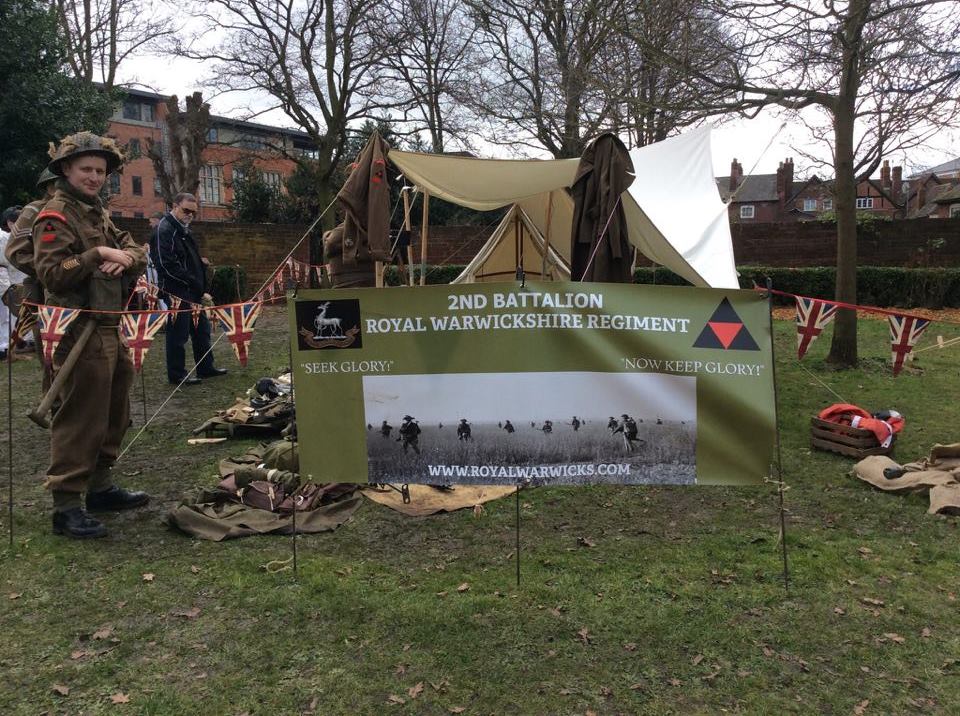 2ND BATTALION
ROYAL WARWICKSHIRE REGIMENT
"SEEK GLORY!" "NOW KEEP GLORY!"
WWW.ROYALWARWICKS.COM